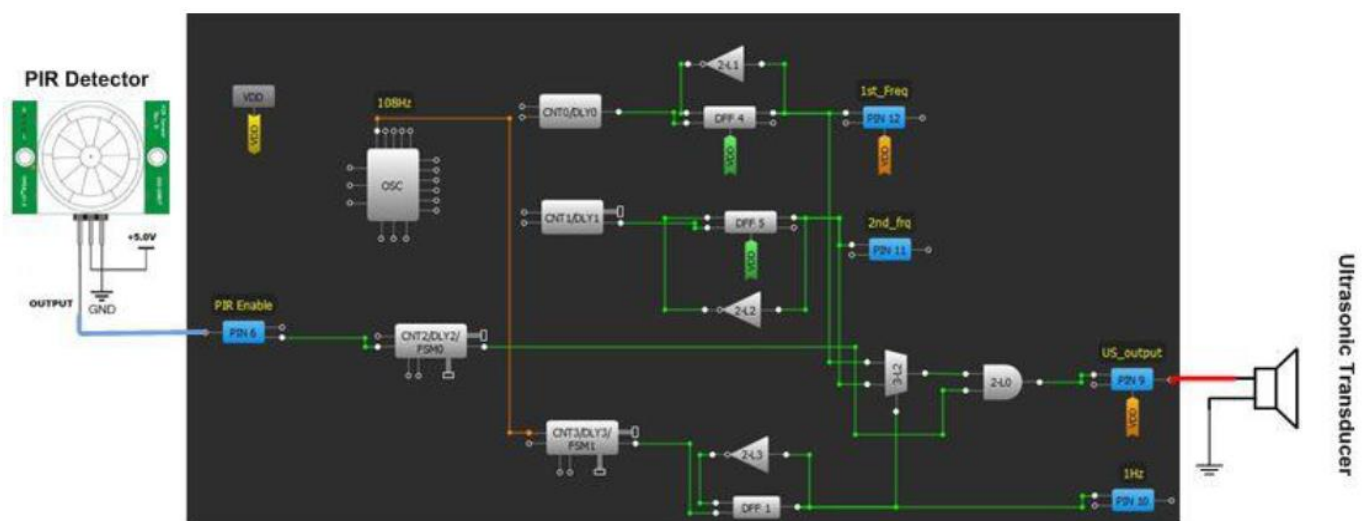 PIR Detector
+5.0V
OUTPUT
GND
VDD
VDD
108Hz
OSC
CNT0/DLY0
2-L1
DFF 4
VDD
1st_Freq
PIN 12
VDD
CNT1/DLY1
DFF 5
VDD
2-L2
2nd_frq
PIN 11
PIR Enable
PIN 6
CNT2/DLY2/
FSM0
3-L2
2-L0
US_output
PIN 9
VDD
CNT3/DLY3/
FSM1
2-L3
DFF 1
1Hz
PIN 10
Ultrasonic Transducer